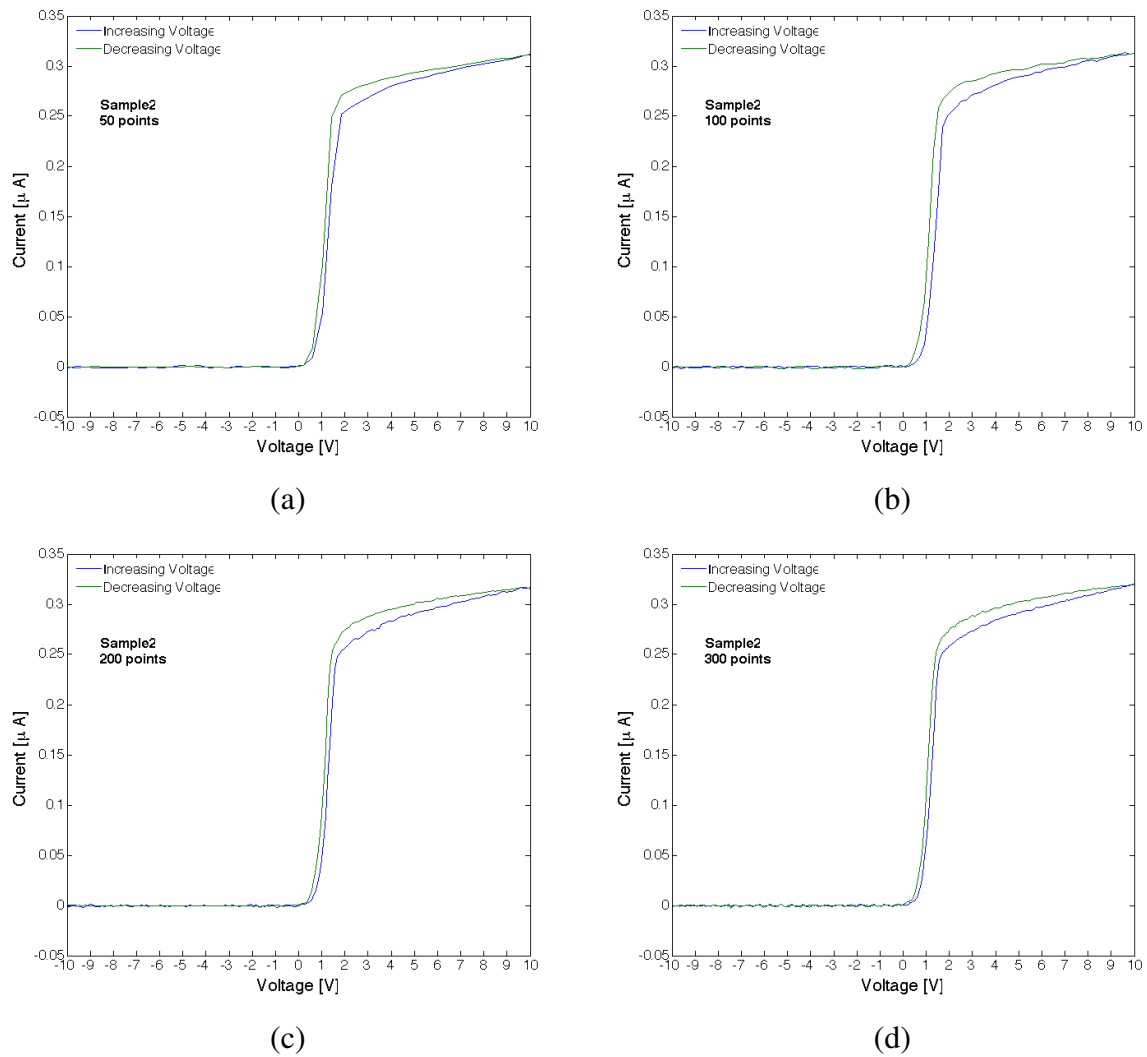 0.35
Increasing Voltage
Decreasing Voltage
0.3
Sample2
50 points
0.25
0.2
0.15
0.1
0.05
0
-0.05
Current [μ A]
-10 -9 -8 -7 -6 -5 -4 -3 -2 -1 0 1 2 3 4 5 6 7 8 9 10
Voltage [V]
(a)
0.35
Increasing Voltage
Decreasing Voltage
0.3
Sample2
100 points
0.25
0.2
0.15
0.1
0.05
0
-0.05
Current [μ A]
-10 -9 -8 -7 -6 -5 -4 -3 -2 -1 0 1 2 3 4 5 6 7 8 9 10
Voltage [V]
(b)
0.35
Increasing Voltage
Decreasing Voltage
0.3
Sample2
200 points
0.25
0.2
0.15
0.1
0.05
0
-0.05
Current [μ A]
-10 -9 -8 -7 -6 -5 -4 -3 -2 -1 0 1 2 3 4 5 6 7 8 9 10
Voltage [V]
(c)
0.35
Increasing Voltage
Decreasing Voltage
0.3
Sample2
300 points
0.25
0.2
0.15
0.1
0.05
0
-0.05
Current [μ A]
-10 -9 -8 -7 -6 -5 -4 -3 -2 -1 0 1 2 3 4 5 6 7 8 9 10
Voltage [V]
(d)